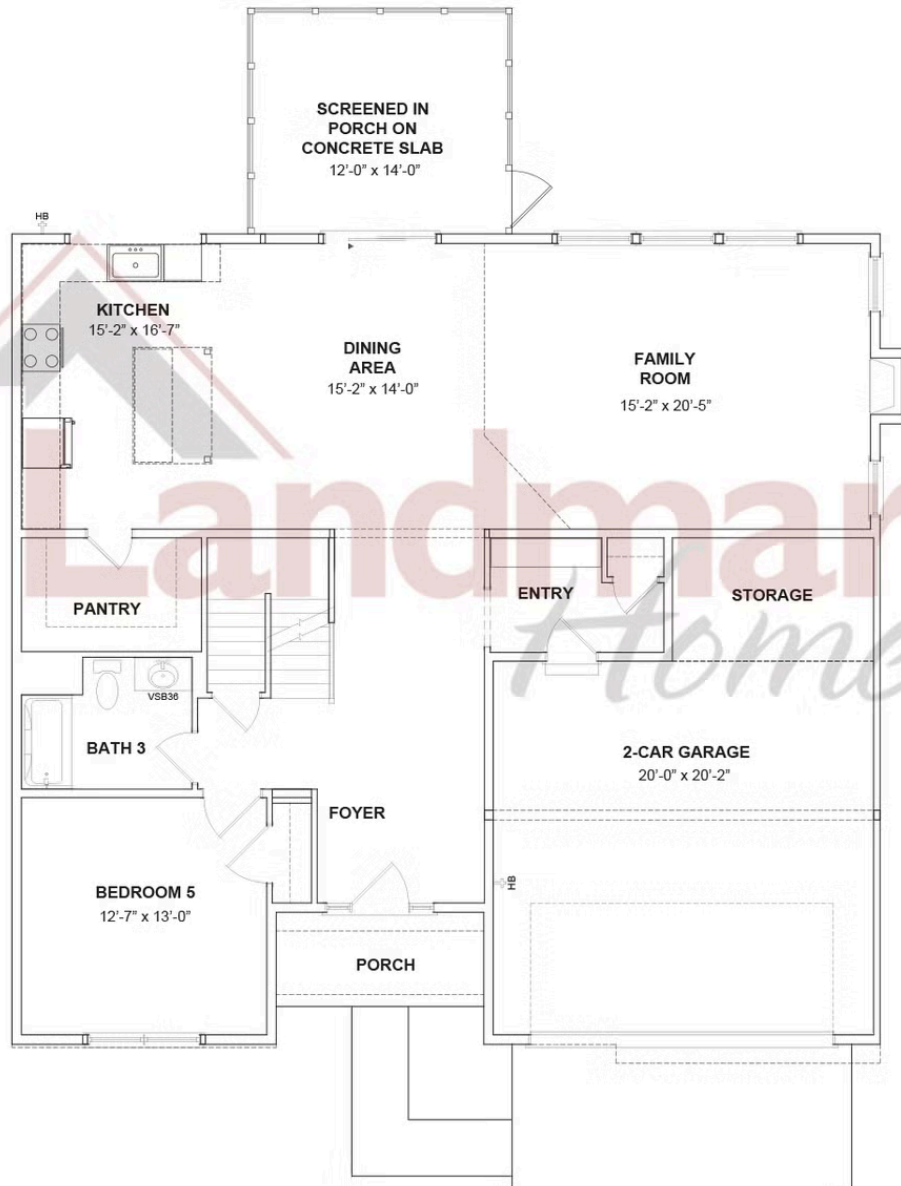 SCREENED IN
PORCH ON
CONCRETE SLAB
12'-0" x 14'-0"
HB
KITCHEN
15'-2" x 16'-7"
DINING
AREA
15'-2" x 14'-0"
FAMILY
ROOM
15'-2" x 20'-5"
Landmar
Home
PANTRY
ENTRY
STORAGE
VSB36
BATH 3
2-CAR GARAGE
20'-0" x 20'-2"
FOYER
HB
BEDROOM 5
12'-7" x 13'-0"
PORCH